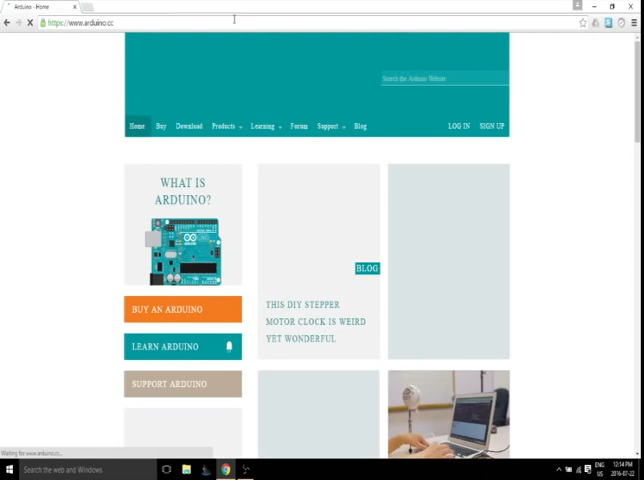 Arduino - Home
https://www.arduino.cc
Search the Arduino Website
Home Buy Download Products Learning Forum Support Blog LOG IN SIGN UP
WHAT IS
ARDUINO?
BLOG
THIS DIY STEPPER
MOTOR CLOCK IS WEIRD
YET WONDERFUL
BUY AN ARDUINO
LEARN ARDUINO
SUPPORT ARDUINO
Waiting for www.arduino.cc...
Search the web and Windows
ENG
US
12:14 PM
2016-07-22